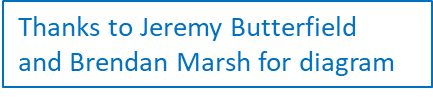 Thanks to Jeremy Butterfield
and Brendan Marsh for diagram